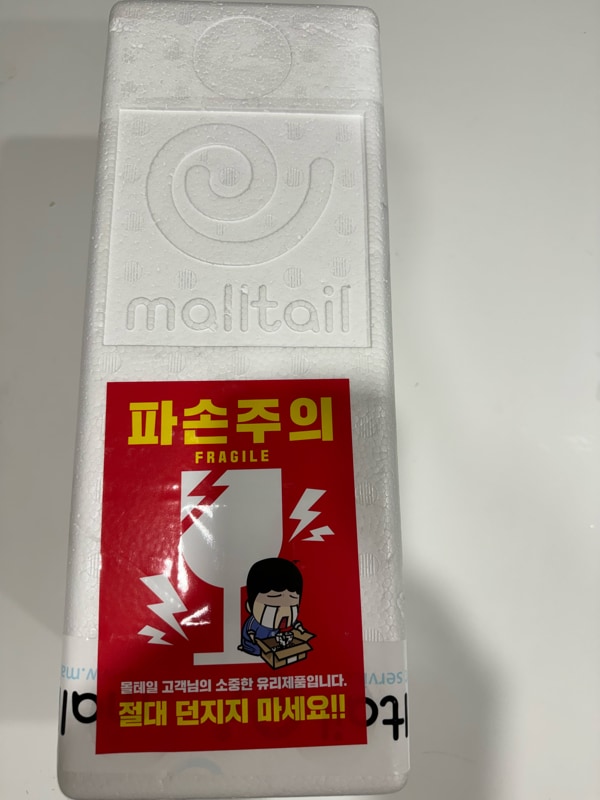 malltail
파손주의
FRAGILE
몰테일 고객님의 소중한 유리제품입니다.
절대 던지지 마세요!!